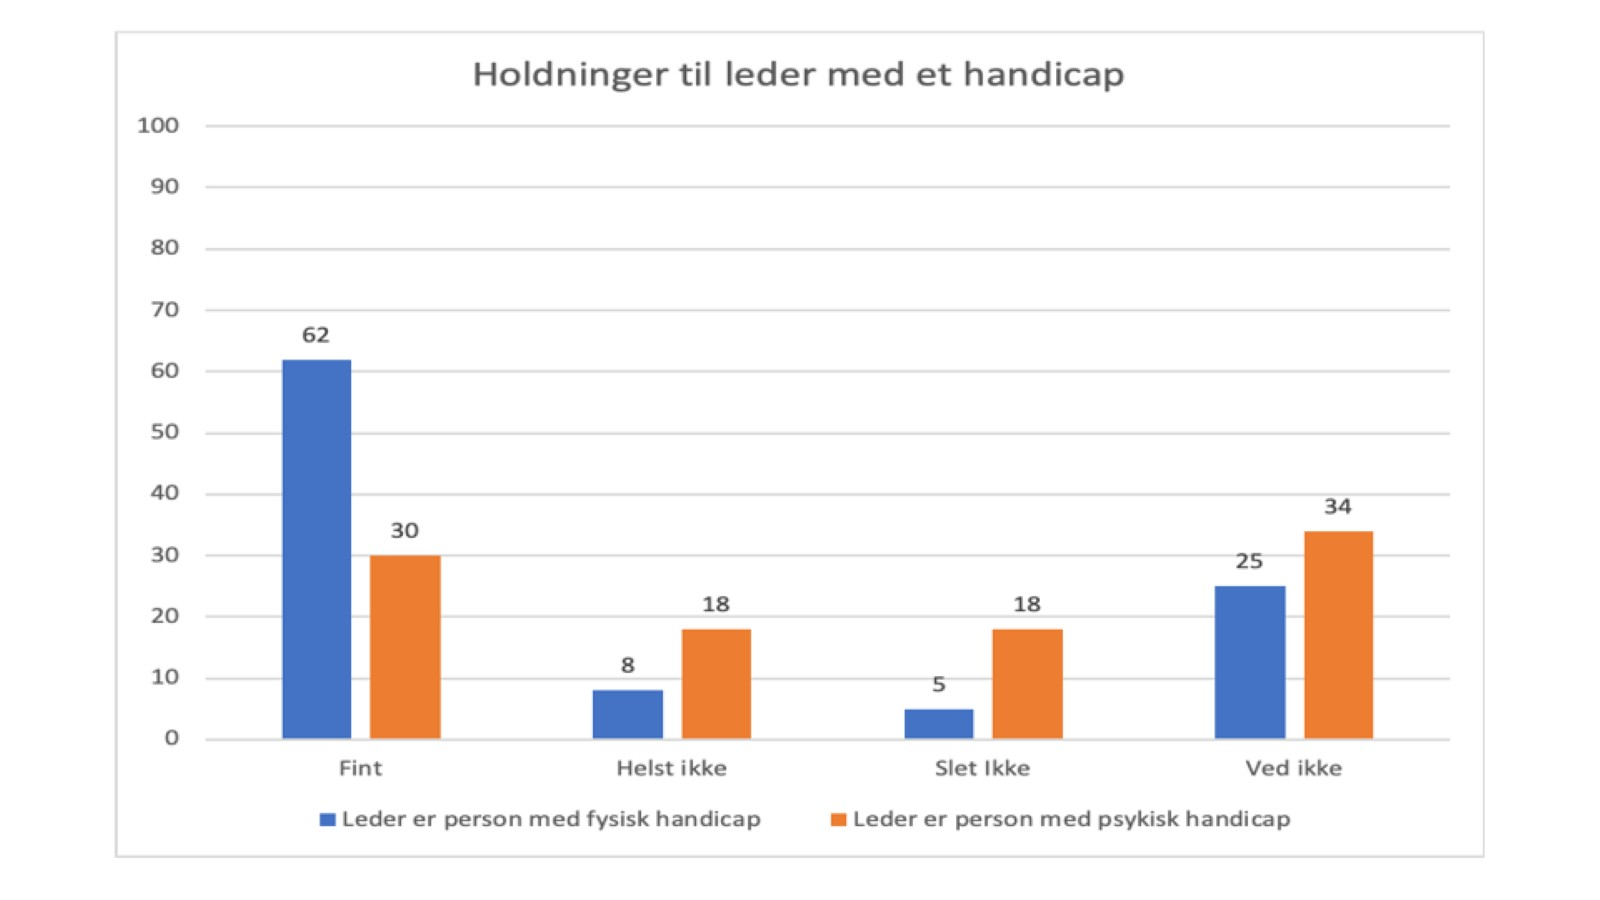 Holdninger til leder med et handicap
100
90
80
70
60
50
40
30
20
10
0
62
30
8
18
5
18
25
34
Fint
Helst ikke
Slet Ikke
Ved ikke
Leder er person med fysisk handicap
Leder er person med psykisk handicap